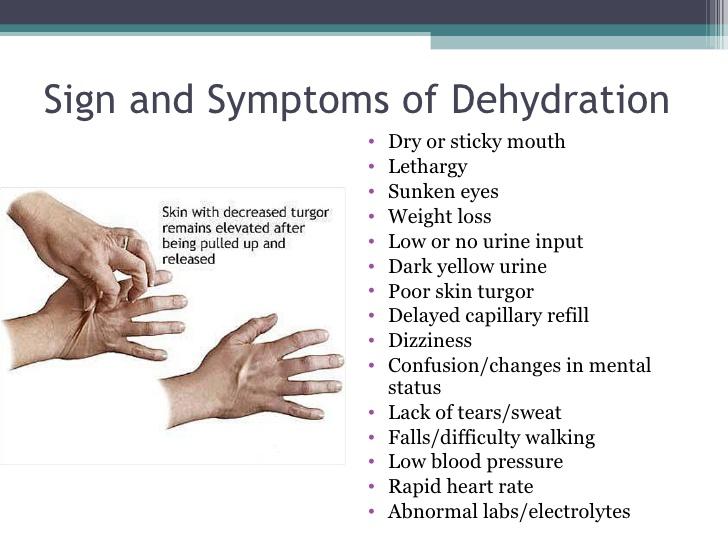 Sign and Symptoms of Dehydration
Skin with decreased turgor
remains elevated after
being pulled up and
released
• Dry or sticky mouth
• Lethargy
• Sunken eyes
• Weight loss
• Low or no urine input
• Dark yellow urine
• Poor skin turgor
• Delayed capillary refill
• Dizziness
• Confusion/changes in mental
status
• Lack of tears/sweat
• Falls/difficulty walking
• Low blood pressure
• Rapid heart rate
• Abnormal labs/electrolytes